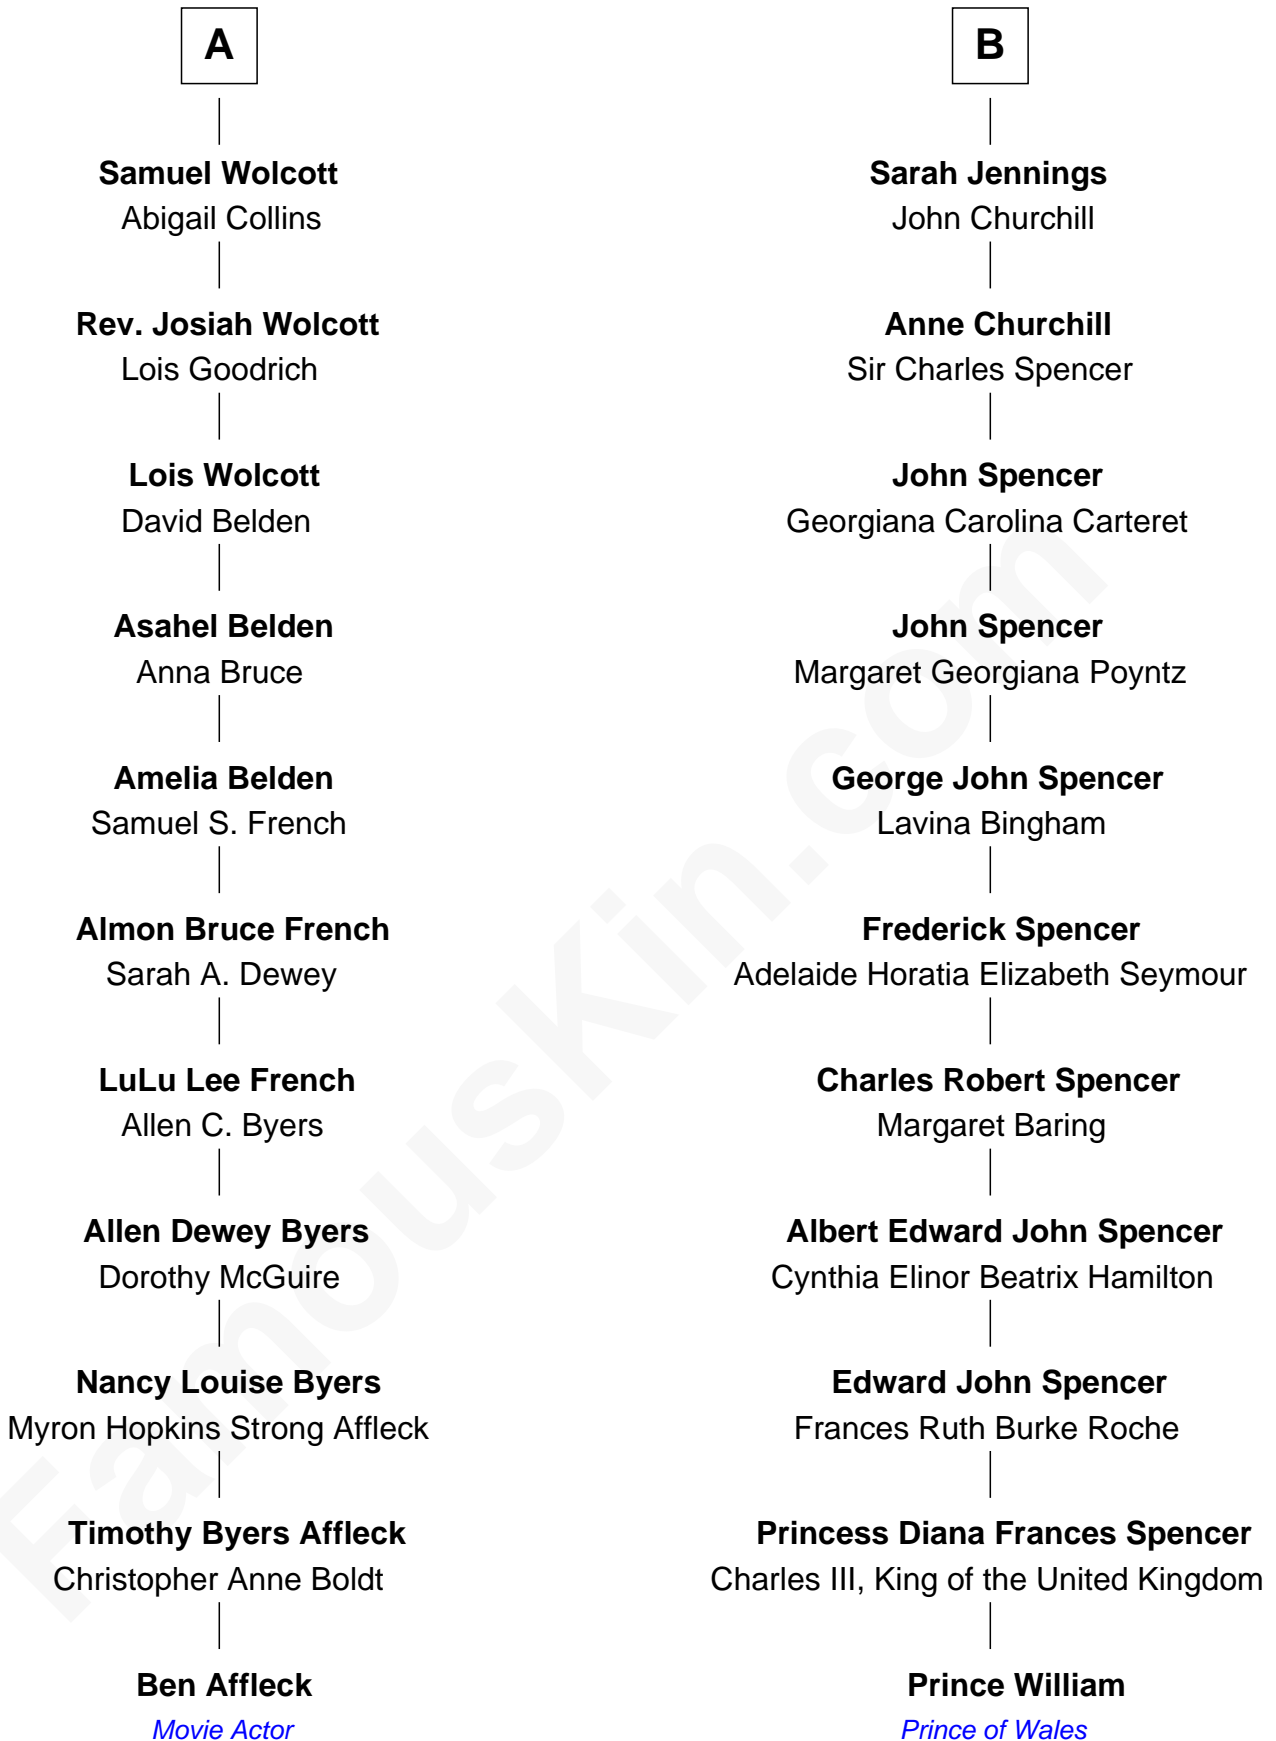 A
Samuel Wolcott
Abigail Collins
Rev. Josiah Wolcott
Lois Goodrich
Lois Wolcott
David Belden
Asahel Belden
Anna Bruce
Amelia Belden
Samuel S. French
Almon Bruce French
Sarah A. Dewey
LuLu Lee French
Allen C. Byers
Allen Dewey Byers
Dorothy McGuire
Nancy Louise Byers
Myron Hopkins Strong Affleck
Timothy Byers Affleck
Christopher Anne Boldt
Ben Affleck
Movie Actor
B
Sarah Jennings
John Churchill
Anne Churchill
Sir Charles Spencer
John Spencer
Georgiana Carolina Carteret
John Spencer
Margaret Georgiana Poyntz
George John Spencer
Lavina Bingham
Frederick Spencer
Adelaide Horatia Elizabeth Seymour
Charles Robert Spencer
Margaret Baring
Albert Edward John Spencer
Cynthia Elinor Beatrix Hamilton
Edward John Spencer
Frances Ruth Burke Roche
Princess Diana Frances Spencer
Charles III, King of the United Kingdom
Prince William
Prince of Wales
FamousKin.com